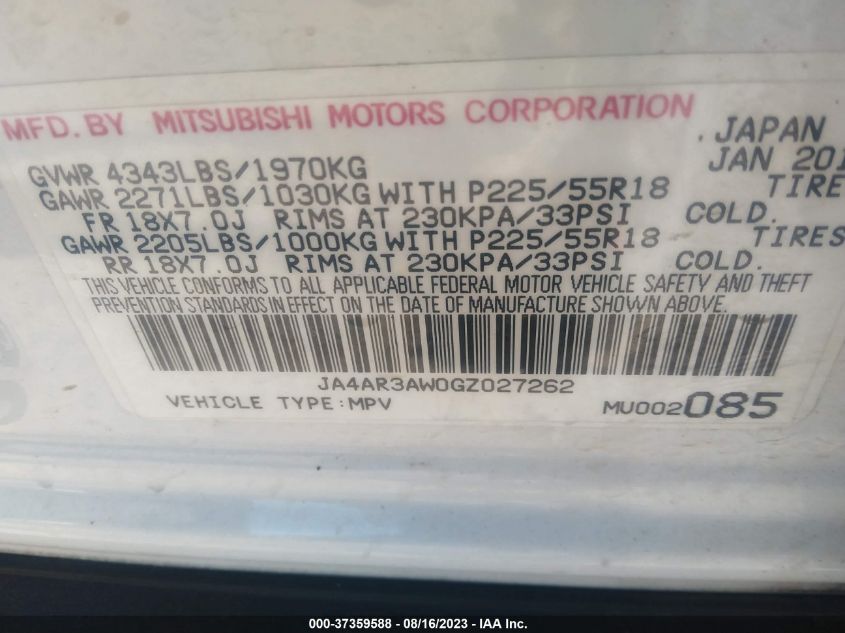 MFD. BY MITSUBISHI MOTORS CORPORATION
. JAPAN
GVWR 4343LBS/1970KG JAN 201
GAWR 2271LBS/1030KG WITH P225/55R18 TIRE
FR 18X7.0J RIMS AT 230KPA/33PSI COLD.
GAWR 2205LBS/1000KG WITH P225/55R18 TIRES
RR 18X7.0J RIMS AT 230KPA/33PSI COLD.
THIS VEHICLE CONFORMS TO ALL APPLICABLE FEDERAL MOTOR VEHICLE SAFETY AND THEFT
PREVENTION STANDARDS IN EFFECT ON THE DATE OF MANUFACTURE SHOWN ABOVE.
JA4AR3AW0GZ027262
VEHICLE TYPE:MPV MU002085
000-37359588 - 08/16/2023 - IAA Inc.